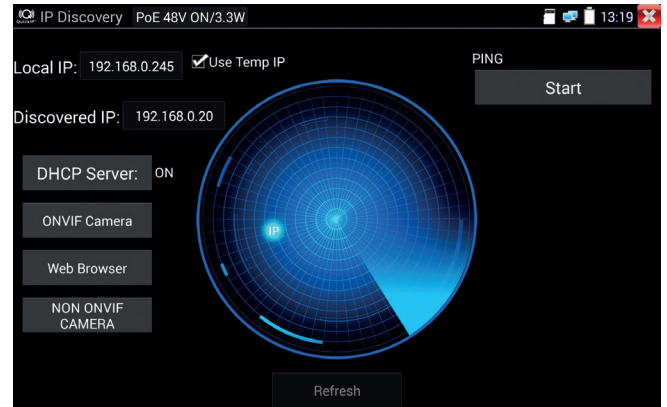 IP Discovery PoE 48V ON/3.3W 13:19
Local IP: 192.168.0.245 Use Temp IP
PING
Start
Discovered IP: 192.168.0.20
DHCP Server: ON
ONVIF Camera
IP
Web Browser
NON ONVIF
CAMERA
Refresh